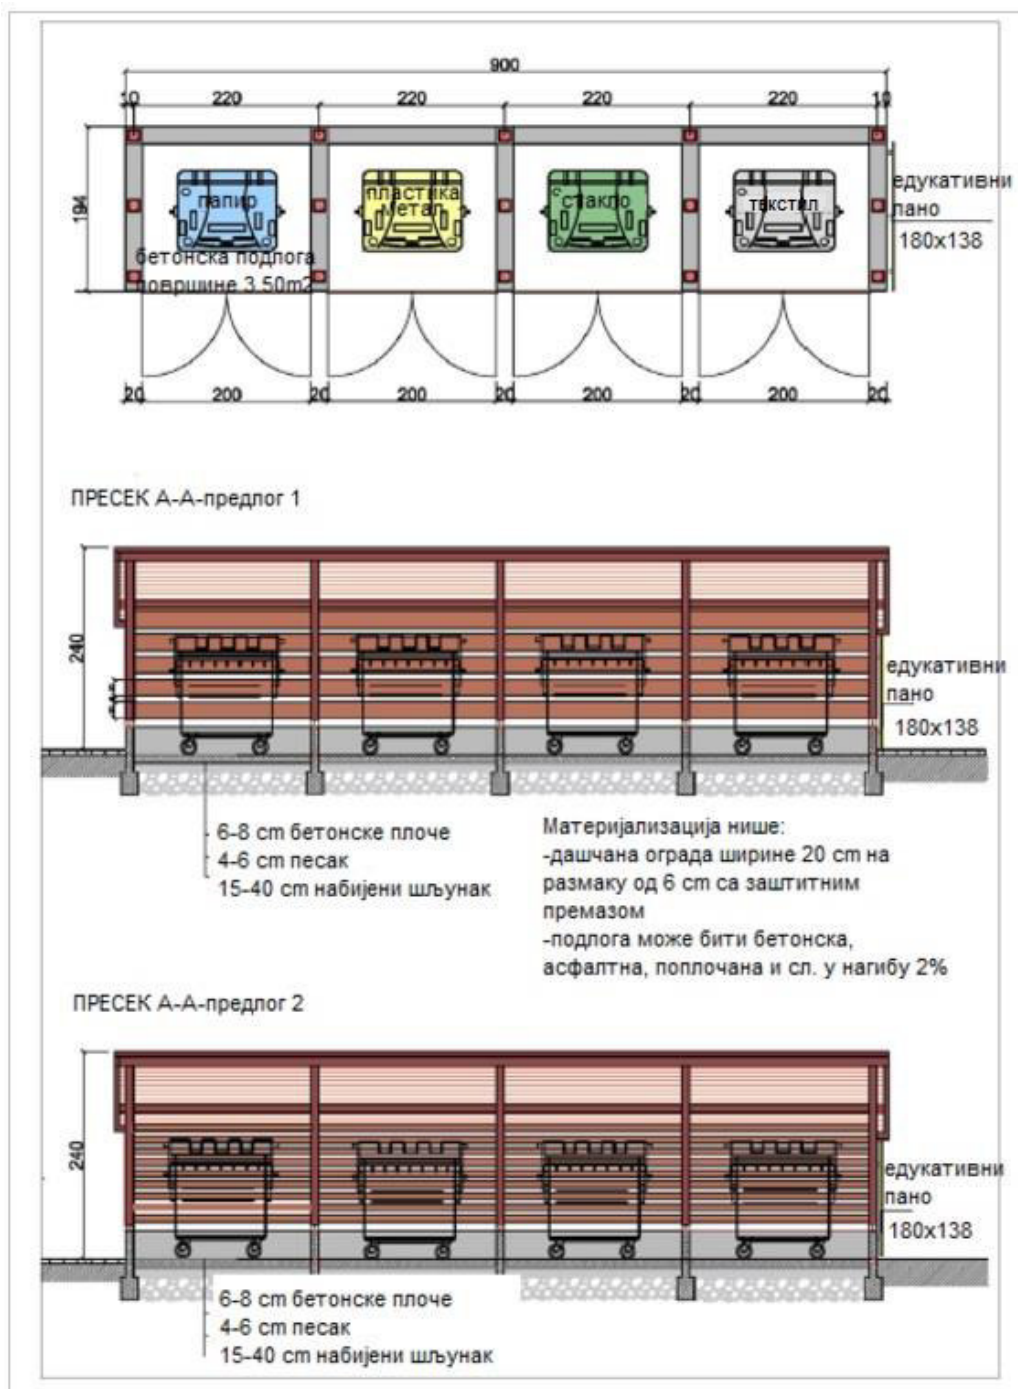 900
10 220 220 220 220 10
194
папир
пластика
метал
стакло
текстил
едукативни
пано
180x138
бетонска подлога
површине 3.50m2
20 200 20 200 20 200 20 200 20
ПРЕСЕК А-А-предлог 1
240
едукативни
пано
180x138
6-8 cm бетонске плоче
4-6 cm песак
15-40 cm набијени шљунак
Материјализација нише:
-дашчана ограда ширине 20 cm на
размаку од 6 cm са заштитним
премазом
-подлога може бити бетонска,
асфалтна, поплочана и сл. у нагибу 2%
ПРЕСЕК А-А-предлог 2
240
едукативни
пано
180x138
6-8 cm бетонске плоче
4-6 cm песак
15-40 cm набијени шљунак